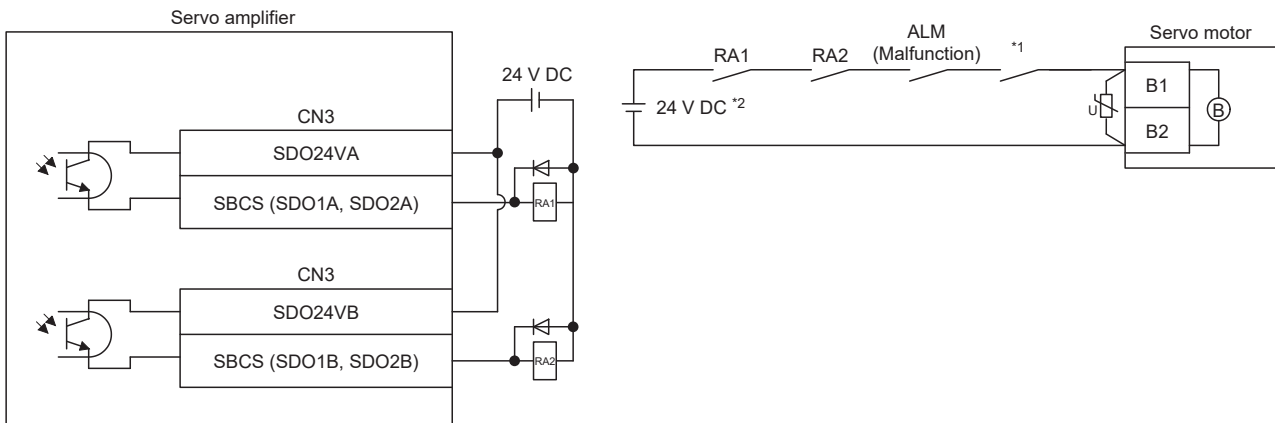 Servo amplifier
24 V DC
CN3
SDO24VA
SBCS (SDO1A, SDO2A)
RA1
CN3
SDO24VB
SBCS (SDO1B, SDO2B)
RA2
RA1
RA2
ALM
(Malfunction)
*1
24 V DC *2
Servo motor
U
B1
B2
B